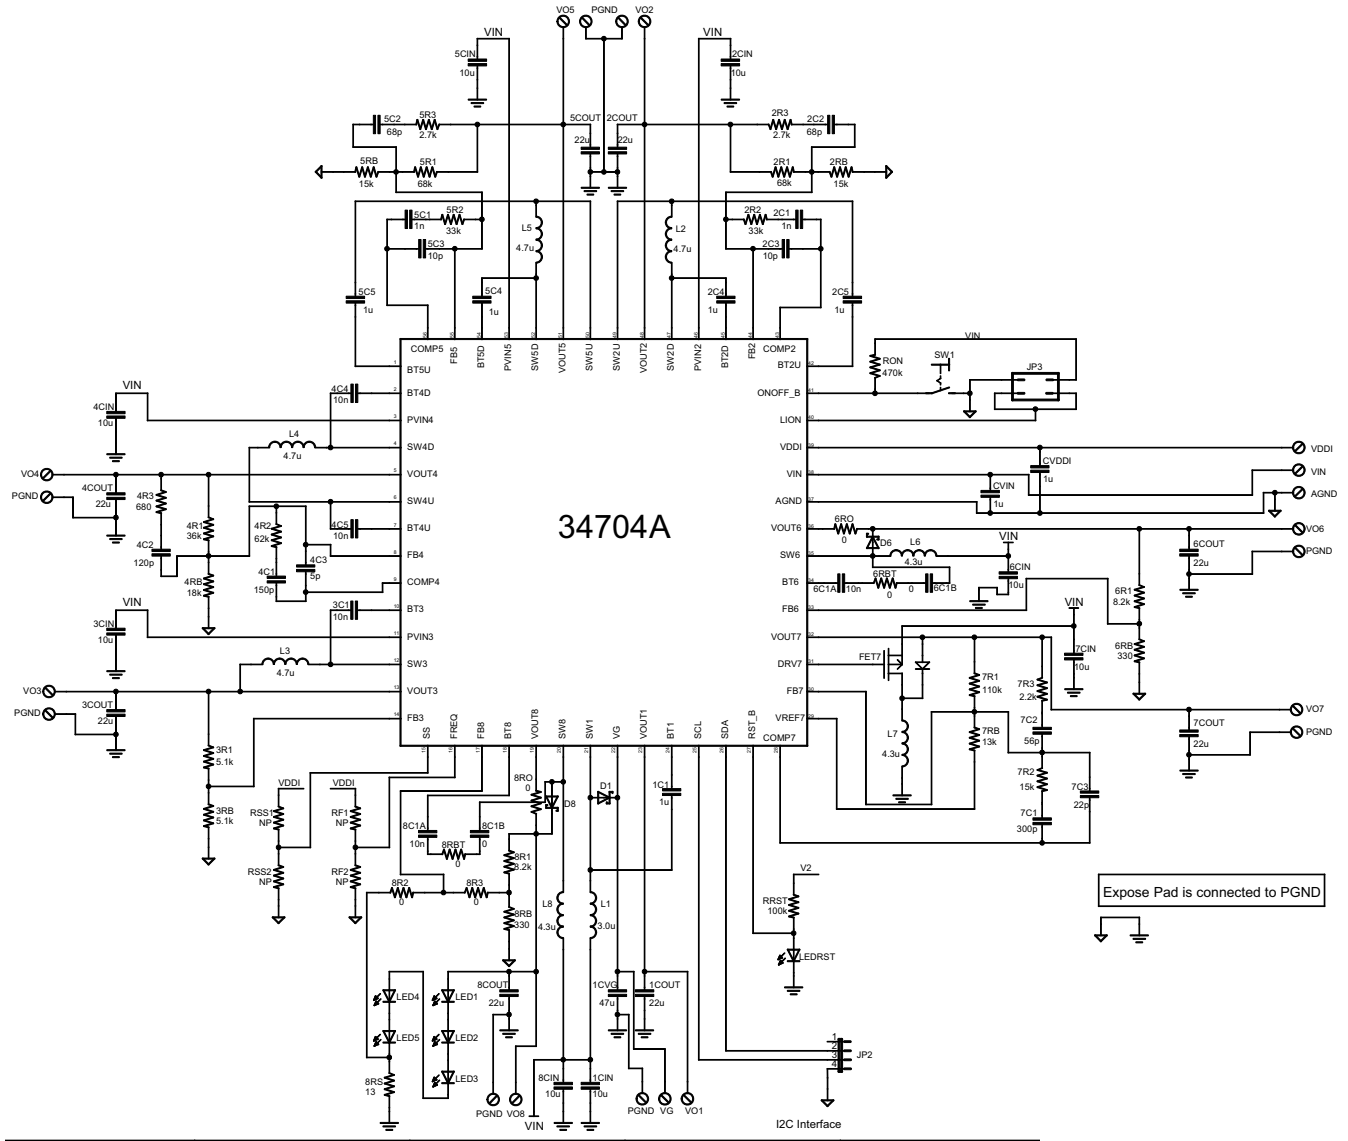 VO5 PGND VO2
VIN VIN
5CIN 10u
2CIN 10u
5C2 68p
5R3 2.7k
5COUT 22u
2COUT 22u
2R3 2.7k
2C2 68p
5RB 15k
5R1 68k
2R1 68k
2RB 15k
5C1 1n
5R2 33k
5C3 10p
L5 4.7u
L2 4.7u
2R2 33k
2C1 1n
2C3 10p
5C5 1u
5C4 1u
2C4 1u
2C5 1u
COMP5
FB5
BT5D
PVIN5
SW5D
VOUT5
SW5U
SW2U
VOUT2
SW2D
PVIN2
BT2D
FB2
COMP2
BT5U
BT4D
PVIN4
SW4D
VOUT4
SW4U
BT4U
FB4
COMP4
BT3
PVIN3
SW3
VOUT3
FB3
34704A
BT2U
ONOFF_B
LION
VDDI
VIN
AGND
VOUT6
SW6
BT6
FB6
VOUT7
DRV7
FB7
VREF7
COMP7
SS
FREQ
FB8
BT8
VOUT8
SW8
SW1
VG
VOUT1
BT1
SCL
SDA
RST_B
VIN
4CIN 10u
4C4 10n
L4 4.7u
VO4
PGND
4COUT 22u
4R3 680
4R1 36k
4R2 62k
4C5 10n
4C2 120p
4RB 18k
4C1 150p
4C3 5p
VIN
3CIN 10u
3C1 10n
L3 4.7u
VO3
PGND
3COUT 22u
3R1 5.1k
3RB 5.1k
VDDI
RSS1 NP
RSS2 NP
VDDI
RF1 NP
RF2 NP
VIN
RON 470k
SW1
JP3
CVDDI 1u
CVIN 1u
VDDI
VIN
AGND
6RO 0
D6
L6 4.3u
VIN
6CIN 10u
6C1A 10n
6RBT 0
0 6C1B
VO6
PGND
6COUT 22u
6R1 8.2k
6RB 330
VIN
7CIN 10u
FET7
L7 4.3u
7R1 110k
7RB 13k
7R3 2.2k
7C2 56p
7R2 15k
7C3 22p
7C1 300p
VO7
PGND
7COUT 22u
8RO 0
D8
D1
1C1 1u
8C1A 10n
8C1B 0
8RBT 0
8R1 8.2k
8R2 0
8R3 0
8RB 330
L8 4.3u
L1 3.0u
V2
RRST 100k
LEDRST
Expose Pad is connected to PGND
LED4
LED1
LED5
LED2
LED3
8RS 13
8COUT 22u
1CVG 47u
1COUT 22u
8CIN 10u
1CIN 10u
PGND VO8
VIN
PGND VG VO1
1
2
3
4
JP2
I2C Interface